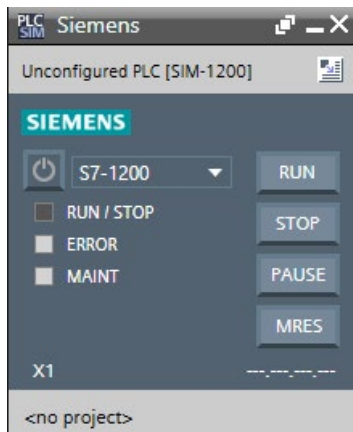 PLC SIM Siemens
Unconfigured PLC [SIM-1200]
SIEMENS
S7-1200 RUN
RUN / STOP
STOP
ERROR
MAINT PAUSE
MRES
X1 ---.---.---.---
<no project>